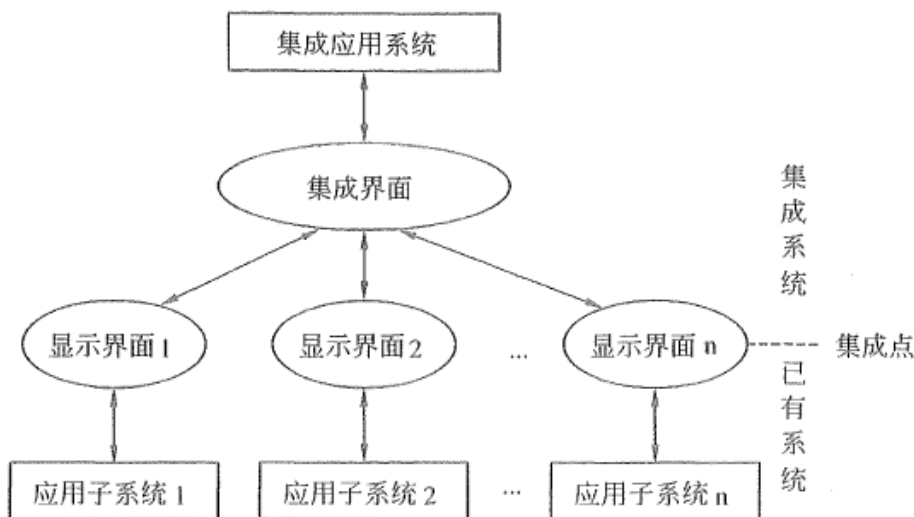 集成应用系统
集成界面
集成系统
显示界面1
显示界面2
...
显示界面n
集成点
已有系统
应用子系统1
应用子系统2
...
应用子系统n